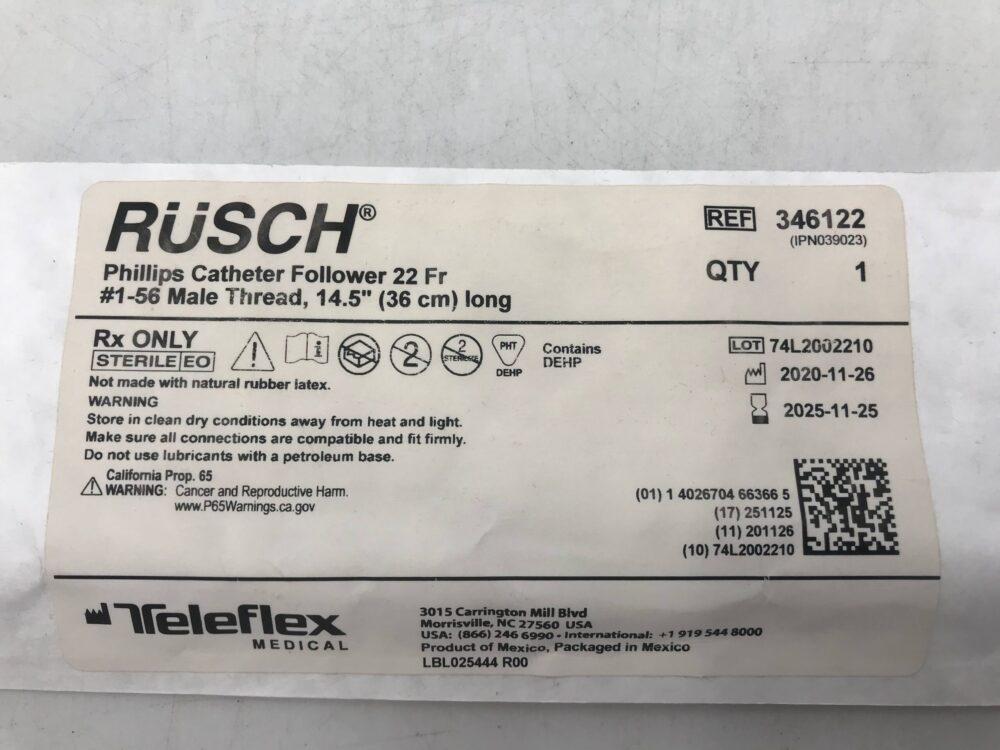 RÜSCH®
Phillips Catheter Follower 22 Fr
#1-56 Male Thread, 14.5" (36 cm) long
REF 346122
(IPN039023)
QTY 1
Rx ONLY
STERILE EO
2
2
STERILIZE
PHT
DEHP
Contains
DEHP
Not made with natural rubber latex.
WARNING
Store in clean dry conditions away from heat and light.
Make sure all connections are compatible and fit firmly.
Do not use lubricants with a petroleum base.
California Prop. 65
WARNING: Cancer and Reproductive Harm.
www.P65Warnings.ca.gov
LOT 74L2002210
2020-11-26
2025-11-25
(01) 1 4026704 66366 5
(17) 251125
(11) 201126
(10) 74L2002210
Teleflex
MEDICAL
3015 Carrington Mill Blvd
Morrisville, NC 27560 USA
USA: (866) 246 6990 - International: +1 919 544 8000
Product of Mexico, Packaged in Mexico
LBL025444 R00